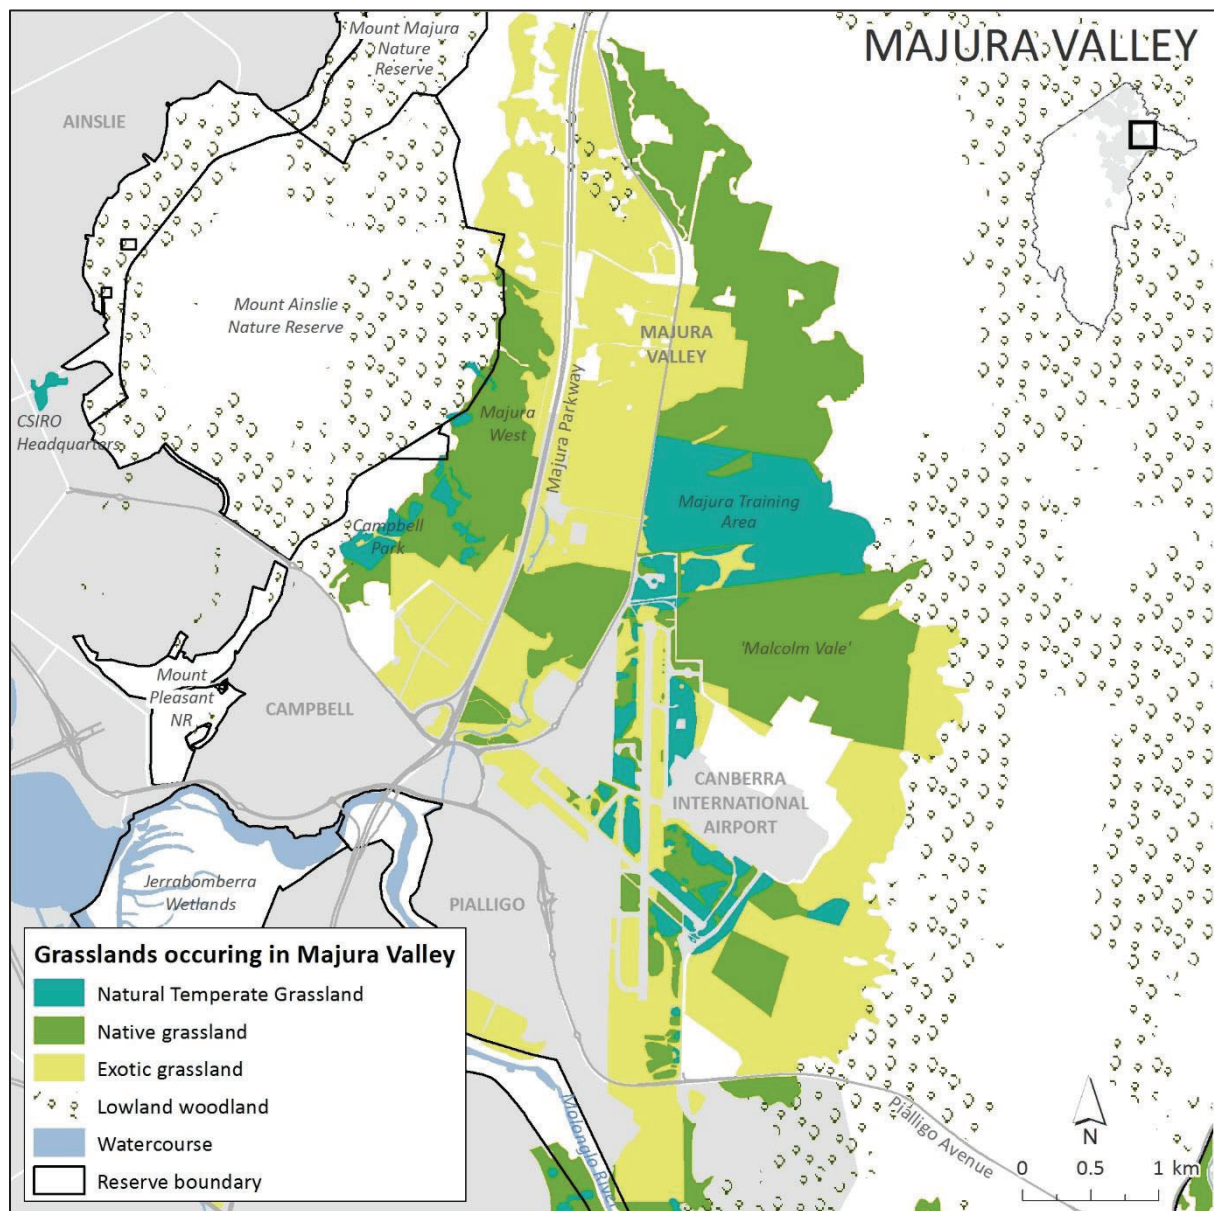 MAJURA VALLEY
Mount Majura
Nature
Reserve
AINSLIE
Mount Ainslie
Nature Reserve
MAJURA
VALLEY
Majura Parkway
Majura
West
CSIRO
Headquarters
Majura Training
Area
Campbell
Park
'Malcolm Vale'
Mount
Pleasant
NR
CAMPBELL
CANBERRA
INTERNATIONAL
AIRPORT
Jerrabomberra
Wetlands
PIALLIGO
Grasslands occuring in Majura Valley
Natural Temperate Grassland
Native grassland
Exotic grassland
Lowland woodland
Watercourse
Reserve boundary
Molonglo River
Pialligo Avenue
N
0 0.5 1 km